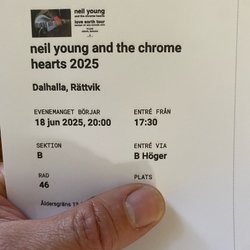 neil young
and the chrome hearts
love earth tour
neil young and the chrome
hearts 2025
Dalhalla, Rättvik
EVENEMANGET BÖRJAR
ENTRÉ FRÅN
18 jun 2025, 20:00
17:30
SEKTION
ENTRÉ VIA
B
B Höger
RAD
PLATS
46